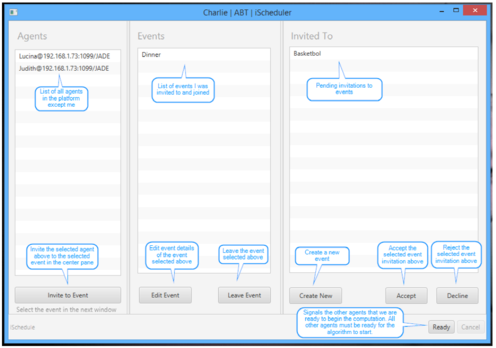 Charlie | ABT | iScheduler
Agents
Events
Invited To
Lucina@192.168.1.73:1099/JADE
Judith@192.168.1.73:1099/JADE
Dinner
Basketbol
List of all agents
in the platform
except me
List of events I was
invited to and joined
Pending invitations to
events
Invite the selected agent
above to the selected
event in the center pane
Edit event details
of the event
selected above
Leave the event
selected above
Create a new
event
Accept the
selected event
invitation above
Reject the
selected event
invitation above
Invite to Event
Edit Event
Leave Event
Create New
Accept
Decline
Select the event in the next window
Signals the other agents that we are
ready to begin the computation. All
other agents must be ready for the
algorithm to start.
iSchedule
Ready
Cancel